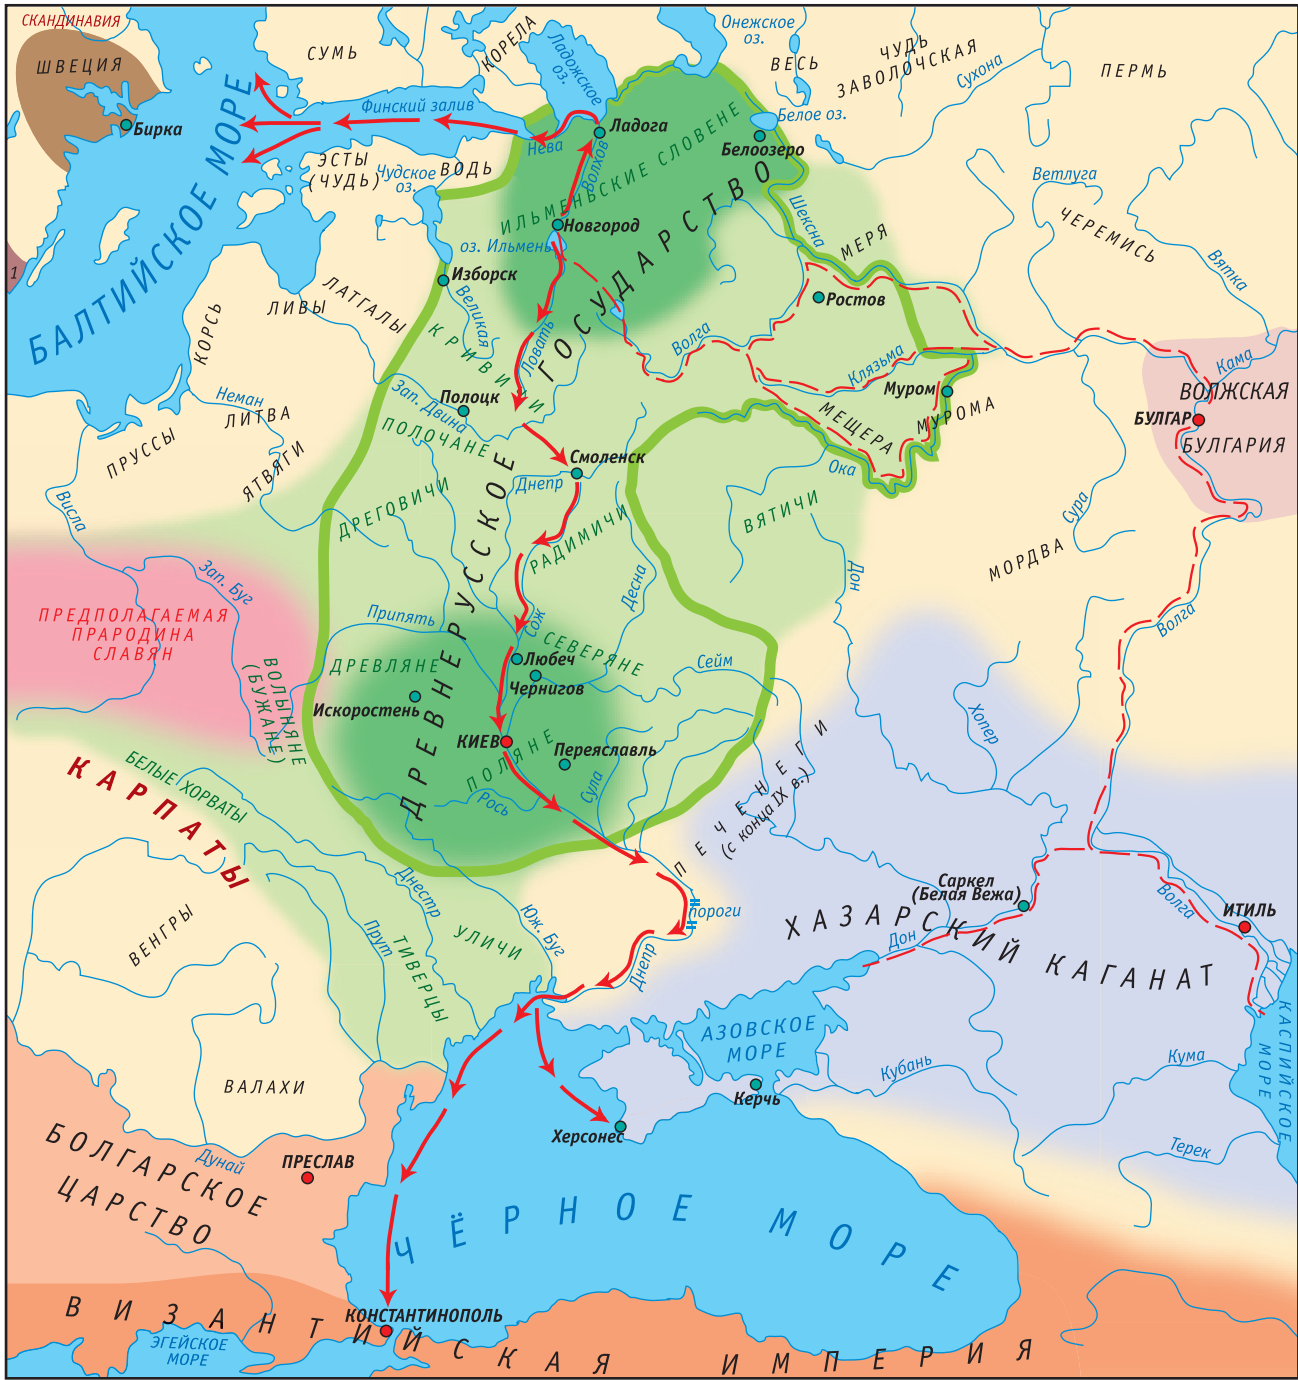 СКАНДИНАВИЯ
ШВЕЦИЯ
Бирка
СУМЬ
КОРЕЛА
Ладожское
оз.
Онежское
оз.
ВЕСЬ
ЧУДЬ
ЗАВОЛОЧСКАЯ
Сухона
ПЕРМЬ
Финский залив
Нева
Ладога
Волхов
Белое оз.
Белоозеро
ИЛЬМЕНЬСКИЕ СЛОВЕНЕ
ЭСТЫ
(ЧУДЬ)
Чудское
оз.
ВОДЬ
БАЛТИЙСКОЕ МОРЕ
Новгород
оз. Ильмень
Шексна
МЕРЯ
Ветлуга
ЧЕРЕМИСЬ
Вятка
1
Изборск
Великая
Ростов
КОРСЬ
ЛИВЫ
ЛАТГАЛЫ
КРИВИЧИ
Ловать
Волга
Клязьма
Муром
МУРОМА
МЕЩЕРА
Кама
ВОЛЖСКАЯ
БУЛГАР
БУЛГАРИЯ
Неман
ЛИТВА
Зап. Двина
Полоцк
ПОЛОЧАНЕ
ПРУССЫ
ЯТВЯГИ
Смоленск
Днепр
Ока
Висла
ДРЕГОВИЧИ
РАДИМИЧИ
ВЯТИЧИ
Сура
МОРДВА
ДРЕВНЕРУССКОЕ ГОСУДАРСТВО
Зап. Буг
Десна
Дон
Волга
ПРЕДПОЛАГАЕМАЯ
ПРАРОДИНА
СЛАВЯН
Припять
Сож
СЕВЕРЯНЕ
Сейм
ВОЛЫНЯНЕ
(БУЖАНЕ)
ДРЕВЛЯНЕ
Любеч
Чернигов
Искоростень
КИЕВ
ПОЛЯНЕ
Переяславль
Хопер
БЕЛЫЕ ХОРВАТЫ
КАРПАТЫ
Рось
Сула
ПЕЧЕНЕГИ
(с конца IX в.)
Днестр
Юж. Буг
пороги
Саркел
(Белая Вежа)
Волга
ИТИЛЬ
ВЕНГРЫ
Прут
ТИВЕРЦЫ
УЛИЧИ
Днепр
Дон
ХАЗАРСКИЙ КАГАНАТ
АЗОВСКОЕ
МОРЕ
КАСПИЙСКОЕ
МОРЕ
ВАЛАХИ
Кубань
Кума
Керчь
Херсонес
Терек
БОЛГАРСКОЕ
ЦАРСТВО
Дунай
ПРЕСЛАВ
ЧЁРНОЕ МОРЕ
КОНСТАНТИНОПОЛЬ
ВИЗАНТИЙСКАЯ ИМПЕРИЯ
ЭГЕЙСКОЕ
МОРЕ